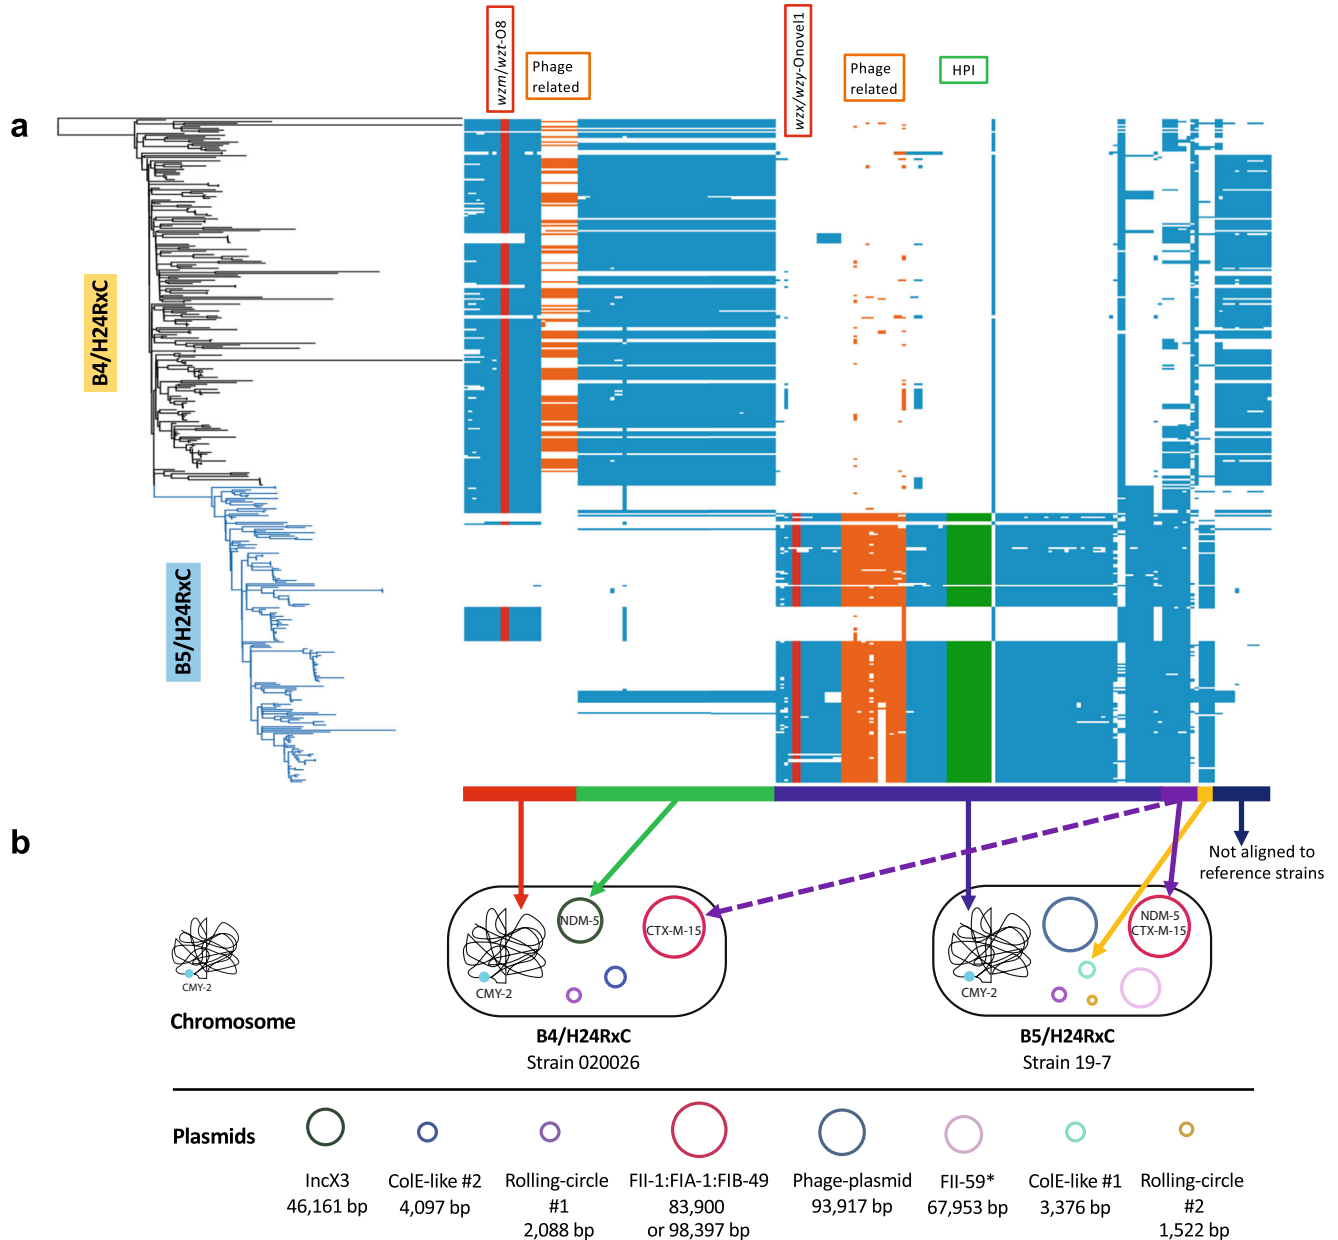 a
wzm/wzt-O8
Phage
related
wzx/wzy-Onovel1
Phage
related
HPI
B4/H24RxC
B5/H24RxC
b
Not aligned to
reference strains
CMY-2
Chromosome
NDM-5
CTX-M-15
CMY-2
B4/H24RxC
Strain 020026
NDM-5
CTX-M-15
CMY-2
B5/H24RxC
Strain 19-7
Plasmids
IncX3
46,161 bp
ColE-like #2
4,097 bp
Rolling-circle
#1
2,088 bp
FII-1:FIA-1:FIB-49
83,900
or 98,397 bp
Phage-plasmid
93,917 bp
FII-59*
67,953 bp
ColE-like #1
3,376 bp
Rolling-circle
#2
1,522 bp